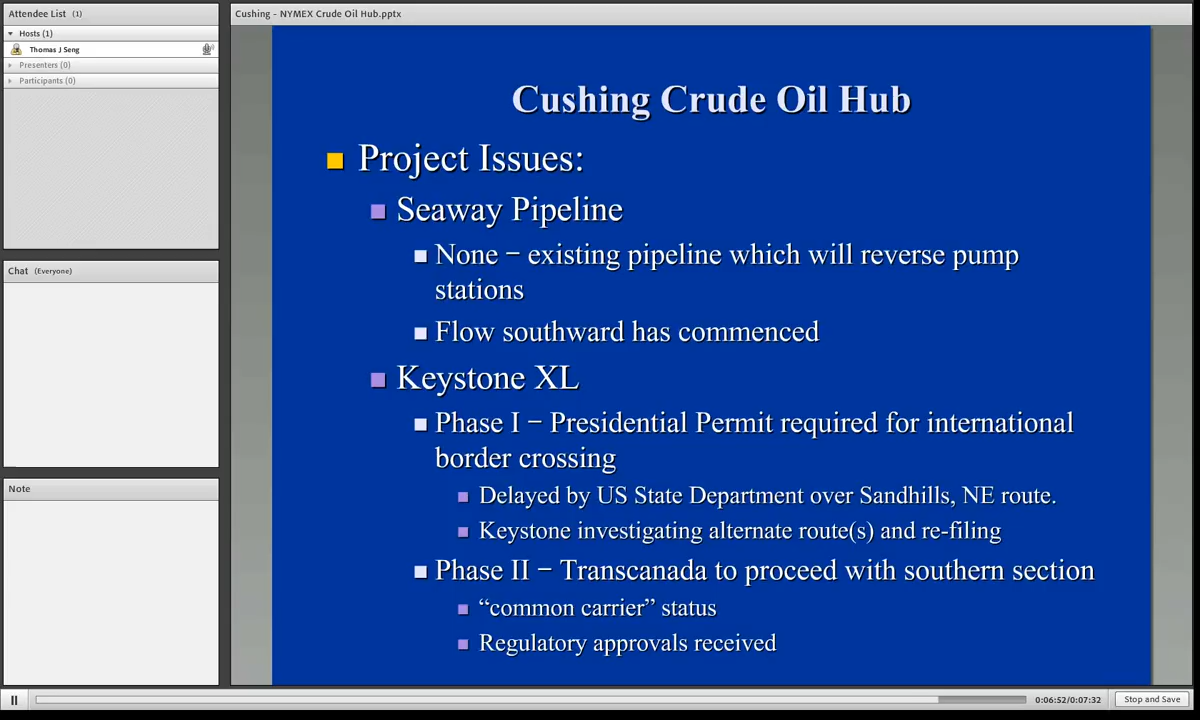 Attendee List (1)
Hosts (1)
Thomas J Seng
Presenters (0)
Participants (0)
Chat (Everyone)
Note
Cushing - NYMEX Crude Oil Hub.pptx
Cushing Crude Oil Hub
Project Issues:
Seaway Pipeline
None – existing pipeline which will reverse pump
stations
Flow southward has commenced
Keystone XL
Phase I – Presidential Permit required for international
border crossing
Delayed by US State Department over Sandhills, NE route.
Keystone investigating alternate route(s) and re-filing
Phase II – Transcanada to proceed with southern section
“common carrier” status
Regulatory approvals received
0:06:52/0:07:32
Stop and Save